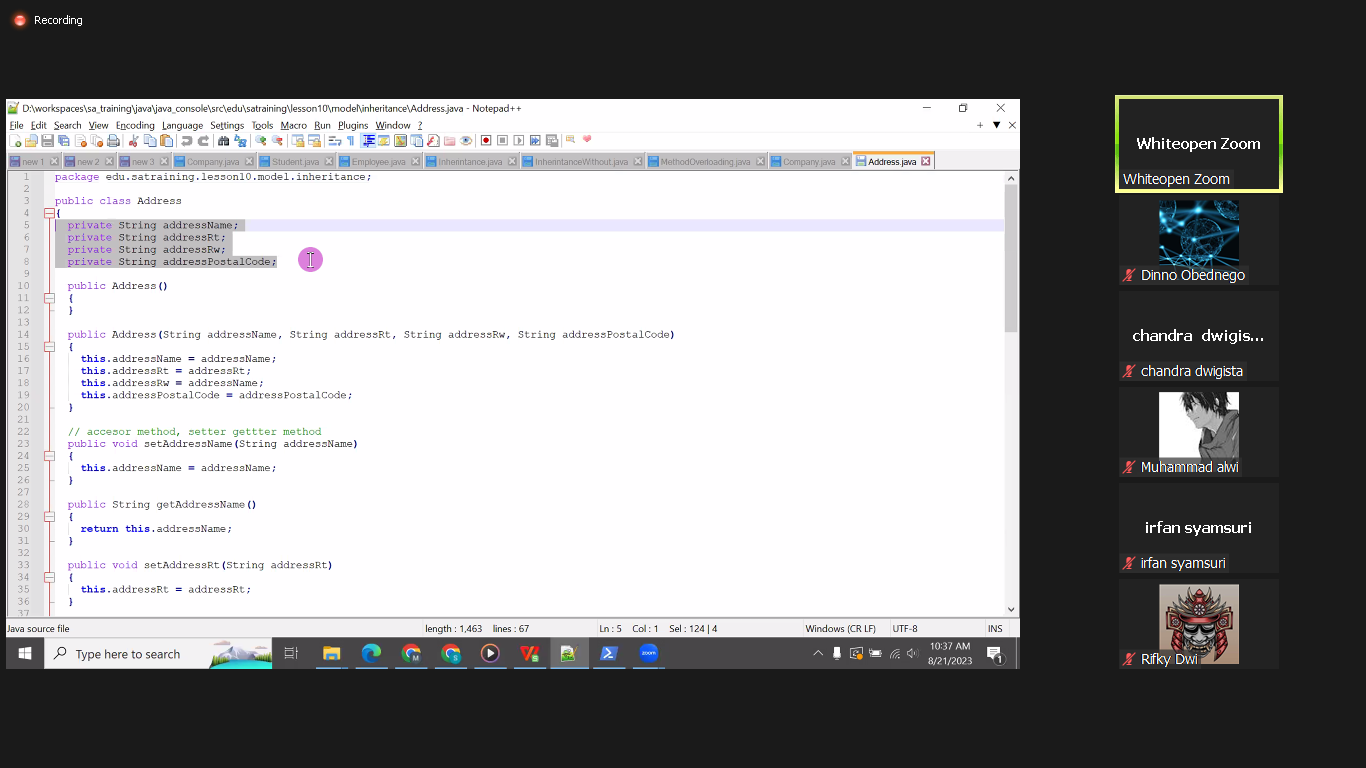 Recording
D:\workspaces\sa_training\java\java_console\src\edu\satraining\lesson10\model\inheritance\Address.java - Notepad++
File Edit Search View Encoding Language Settings Tools Macro Run Plugins Window ?
new 1 new 2 new 3 Company.java Student.java Employee.java Inherintance.java InherintanceWithout.java MethodOverloading.java Company.java Address.java
1 package edu.satraining.lesson10.model.inheritance;
2
3 public class Address
4 {
5 private String addressName;
6 private String addressRt;
7 private String addressRw;
8 private String addressPostalCode;
9
10 public Address()
11 {
12 }
13
14 public Address(String addressName, String addressRt, String addressRw, String addressPostalCode)
15 {
16 this.addressName = addressName;
17 this.addressRt = addressRt;
18 this.addressRw = addressName;
19 this.addressPostalCode = addressPostalCode;
20 }
21
22 // accesor method, setter gettter method
23 public void setAddressName(String addressName)
24 {
25 this.addressName = addressName;
26 }
27
28 public String getAddressName()
29 {
30 return this.addressName;
31 }
32
33 public void setAddressRt(String addressRt)
34 {
35 this.addressRt = addressRt;
36 }
37
Java source file length : 1,463 lines : 67 Ln : 5 Col : 1 Sel : 124 | 4 Windows (CR LF) UTF-8 INS
Type here to search
zoom
10:37 AM
8/21/2023
1
Whiteopen Zoom
Whiteopen Zoom
Dinno Obednego
chandra dwigis...
chandra dwigista
Muhammad alwi
irfan syamsuri
irfan syamsuri
Rifky Dwi